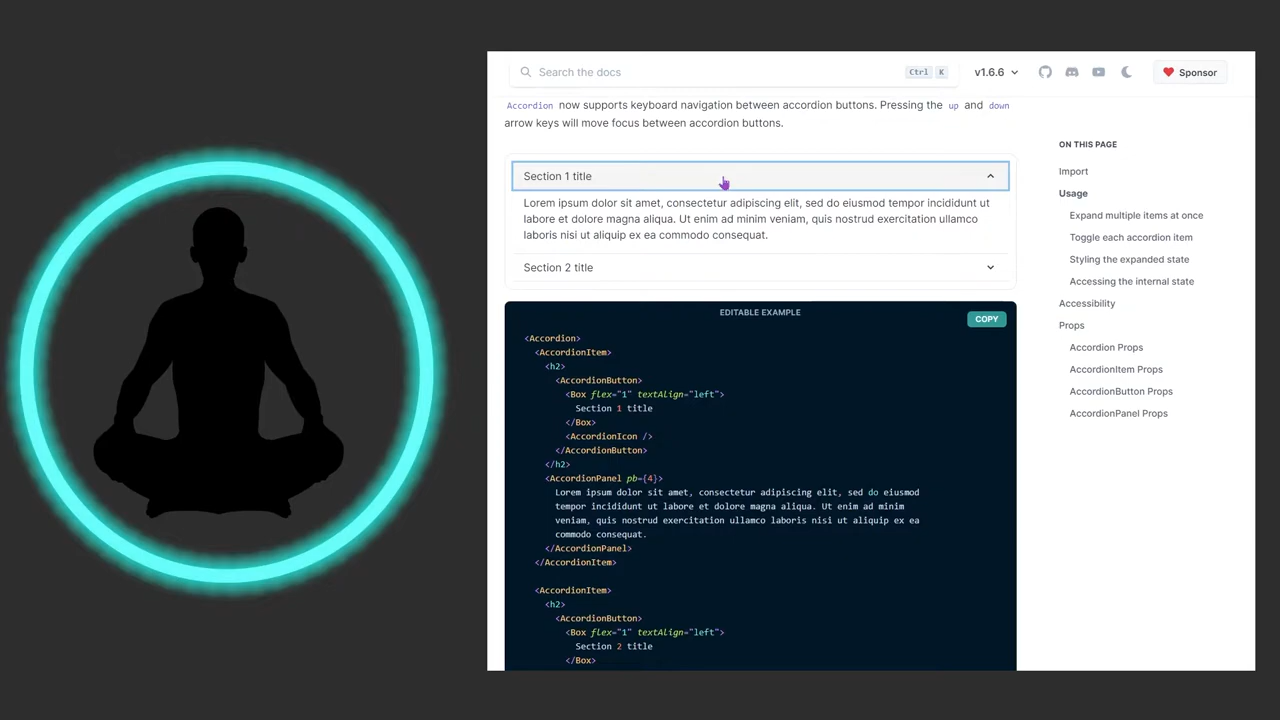 Search the docs
Ctrl K
v1.6.6
Sponsor
Accordion now supports keyboard navigation between accordion buttons. Pressing the up and down
arrow keys will move focus between accordion buttons.
Section 1 title
Lorem ipsum dolor sit amet, consectetur adipiscing elit, sed do eiusmod tempor incididunt ut
labore et dolore magna aliqua. Ut enim ad minim veniam, quis nostrud exercitation ullamco
laboris nisi ut aliquip ex ea commodo consequat.
Section 2 title
EDITABLE EXAMPLE
COPY
<Accordion>
<AccordionItem>
<h2>
<AccordionButton>
<Box flex="1" textAlign="left">
Section 1 title
</Box>
<AccordionIcon />
</AccordionButton>
</h2>
<AccordionPanel pb={4}>
Lorem ipsum dolor sit amet, consectetur adipiscing elit, sed do eiusmod
tempor incididunt ut labore et dolore magna aliqua. Ut enim ad minim
veniam, quis nostrud exercitation ullamco laboris nisi ut aliquip ex ea
commodo consequat.
</AccordionPanel>
</AccordionItem>
<AccordionItem>
<h2>
<AccordionButton>
<Box flex="1" textAlign="left">
Section 2 title
</Box>
ON THIS PAGE
Import
Usage
Expand multiple items at once
Toggle each accordion item
Styling the expanded state
Accessing the internal state
Accessibility
Props
Accordion Props
AccordionItem Props
AccordionButton Props
AccordionPanel Props